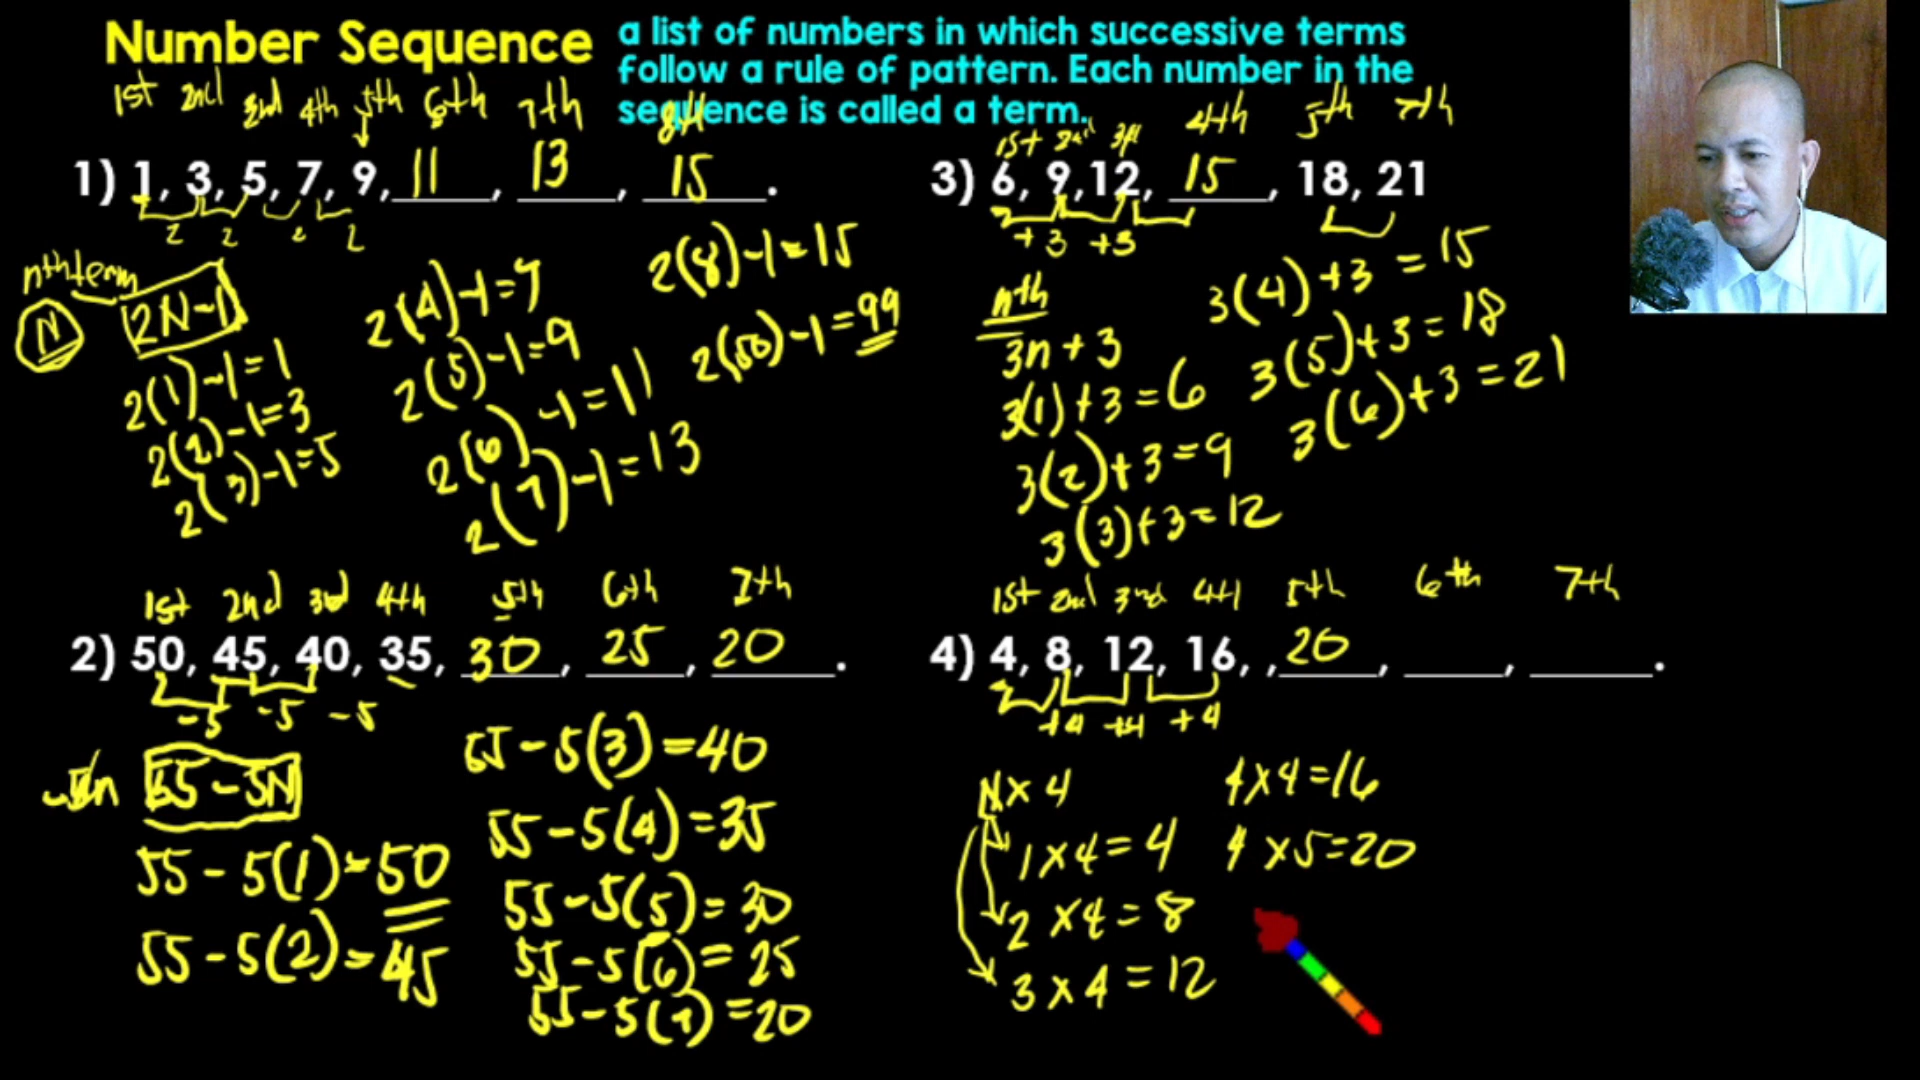 Number Sequence
a list of numbers in which successive terms
follow a rule of pattern. Each number in the
sequence is called a term.
1st 2nd 3rd 4th 5th 6th 7th 8th
1) 1, 3, 5, 7, 9, 11, 13, 15.
2 2 2 2
nth term
N
2N-1
2(1)-1=1
2(2)-1=3
2(3)-1=5
2(4)-1=7
2(5)-1=9
2(6)-1=11
2(7)-1=13
2(8)-1=15
2(50)-1=99
1st 2nd 3rd 4th 5th 7th
3) 6, 9, 12, 15, 18, 21
+3 +3
nth
3n+3
3(1)+3=6
3(2)+3=9
3(3)+3=12
3(4)+3=15
3(5)+3=18
3(6)+3=21
1st 2nd 3rd 4th 5th 6th 7th
2) 50, 45, 40, 35, 30, 25, 20.
-5 -5 -5
-5n
55-5N
55-5(1)=50
55-5(2)=45
55-5(3)=40
55-5(4)=35
55-5(5)=30
55-5(6)=25
55-5(7)=20
1st 2nd 3rd 4th 5th 6th 7th
4) 4, 8, 12, 16, ,20, ____, ____.
+4 +4 +4
N×4
1×4=4
2×4=8
3×4=12
4×4=16
4×5=20